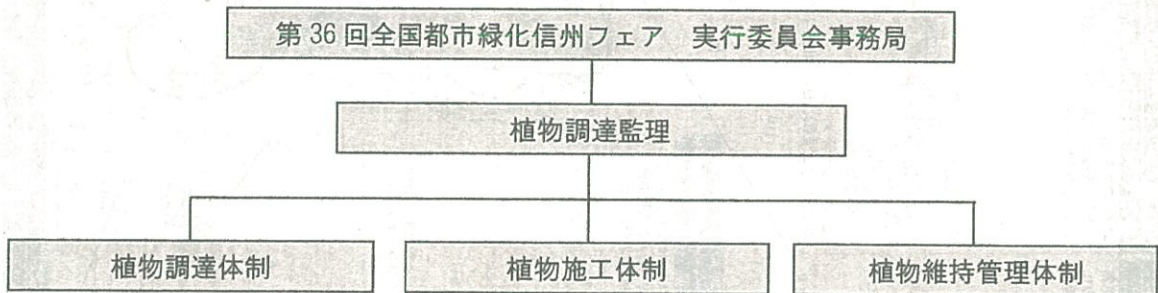 第36回全国都市緑化信州フェア　実行委員会事務局
植物調達監理
植物調達体制
植物施工体制
植物維持管理体制